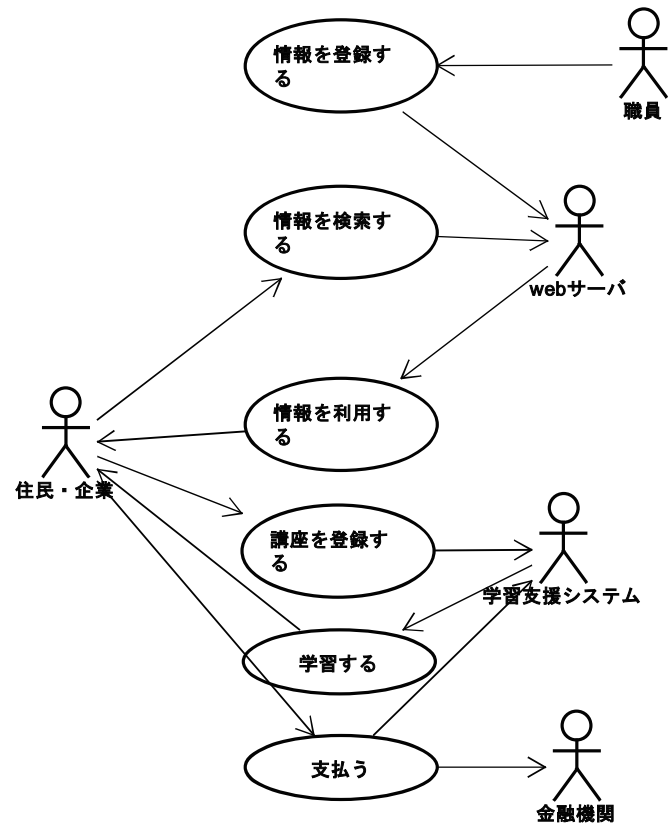 情報を登録す
る
職員
情報を検索す
る
webサーバ
情報を利用す
る
住民・企業
講座を登録す
る
学習支援システム
学習する
支払う
金融機関